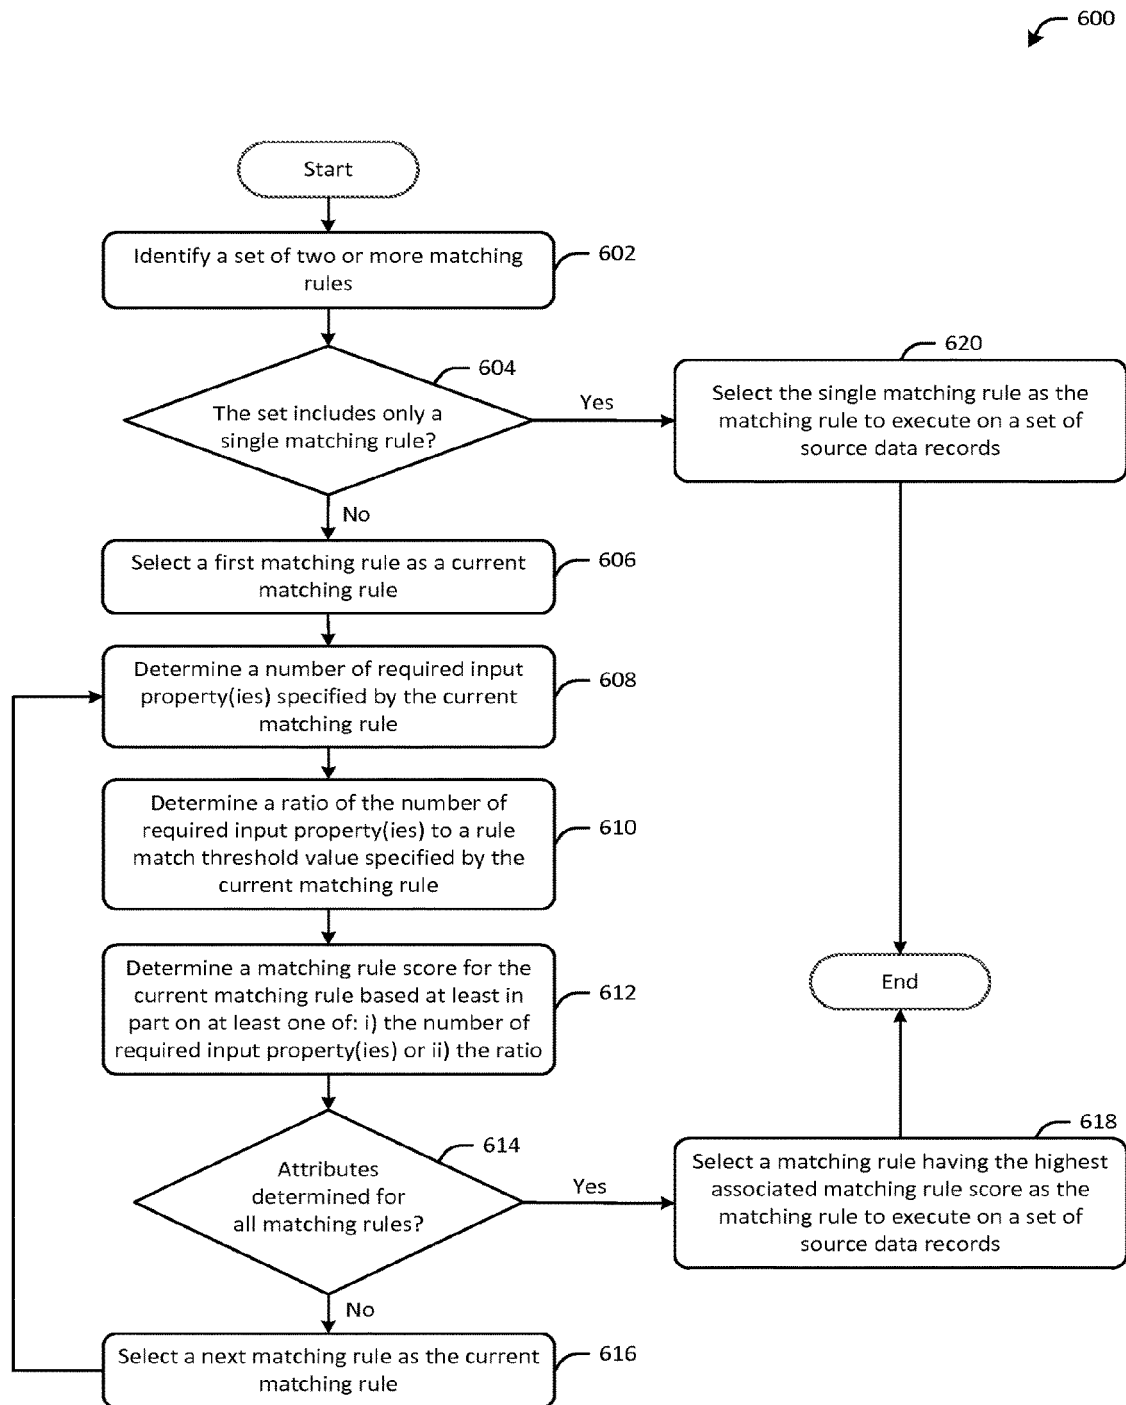 600
Start
Identify a set of two or more matching
rules
602
604
The set includes only a
single matching rule?
Yes
No
620
Select the single matching rule as the
matching rule to execute on a set of
source data records
Select a first matching rule as a current
matching rule
606
Determine a number of required input
property(ies) specified by the current
matching rule
608
Determine a ratio of the number of
required input property(ies) to a rule
match threshold value specified by the
current matching rule
610
Determine a matching rule score for the
current matching rule based at least in
part on at least one of: i) the number of
required input property(ies) or ii) the ratio
612
End
614
Attributes
determined for
all matching rules?
Yes
No
618
Select a matching rule having the highest
associated matching rule score as the
matching rule to execute on a set of
source data records
Select a next matching rule as the current
matching rule
616